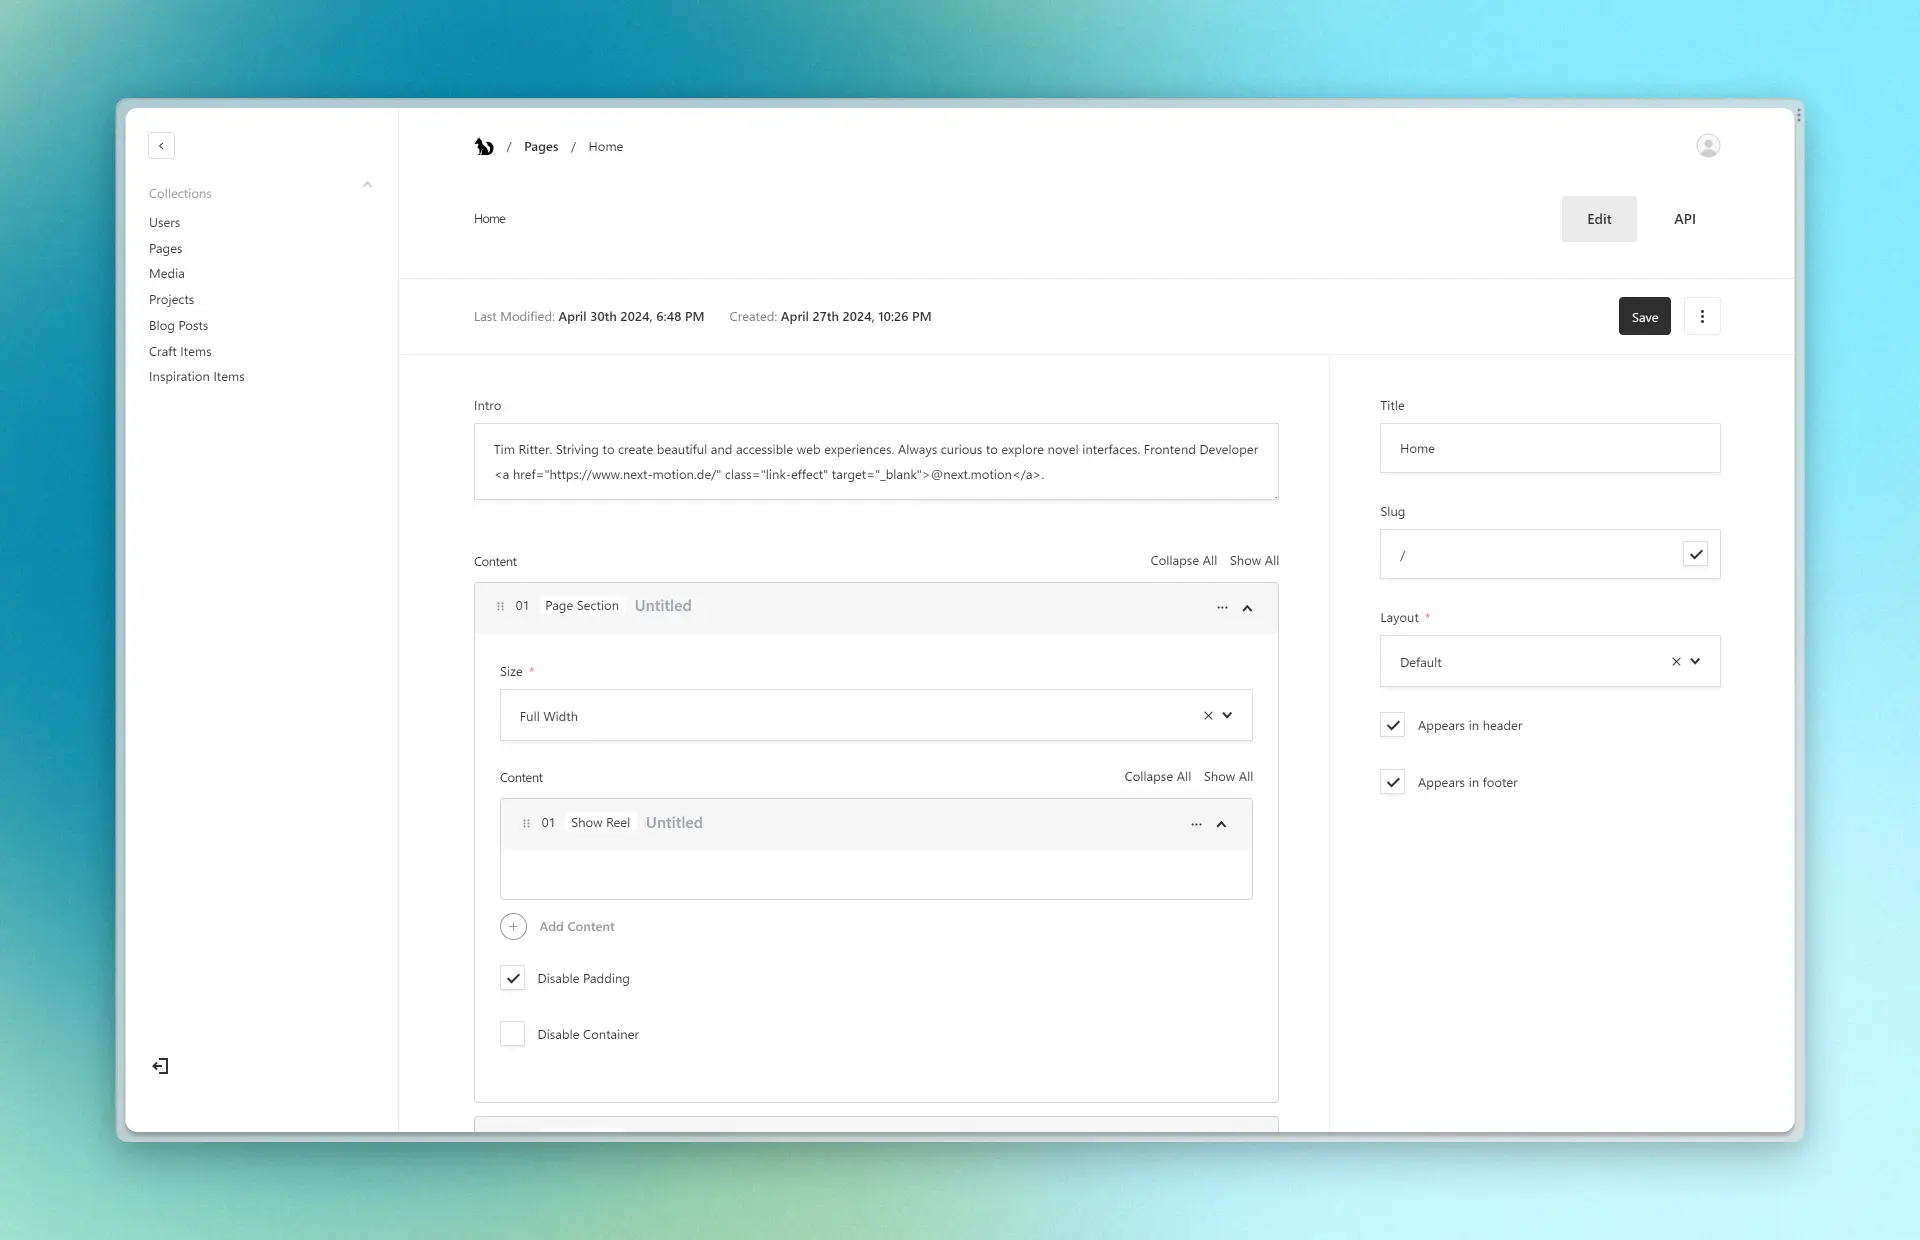 Collections
Users
Pages
Media
Projects
Blog Posts
Craft Items
Inspiration Items
/ Pages / Home
Home
Edit
API
Last Modified: April 30th 2024, 6:48 PM
Created: April 27th 2024, 10:26 PM
Save
Intro
Tim Ritter. Striving to create beautiful and accessible web experiences. Always curious to explore novel interfaces. Frontend Developer
<a href="https://www.next-motion.de/" class="link-effect" target="_blank">@next.motion</a>.
Content
Collapse All
Show All
01 Page Section Untitled
Size *
Full Width
Content
Collapse All
Show All
01 Show Reel Untitled
Add Content
Disable Padding
Disable Container
Title
Home
Slug
/
Layout *
Default
Appears in header
Appears in footer